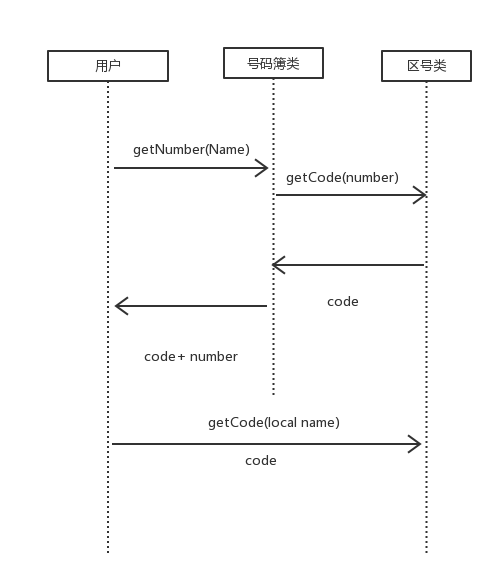 用户
号码簿类
区号类
getNumber(Name)
getCode(number)
code
code+ number
getCode(local name)
code